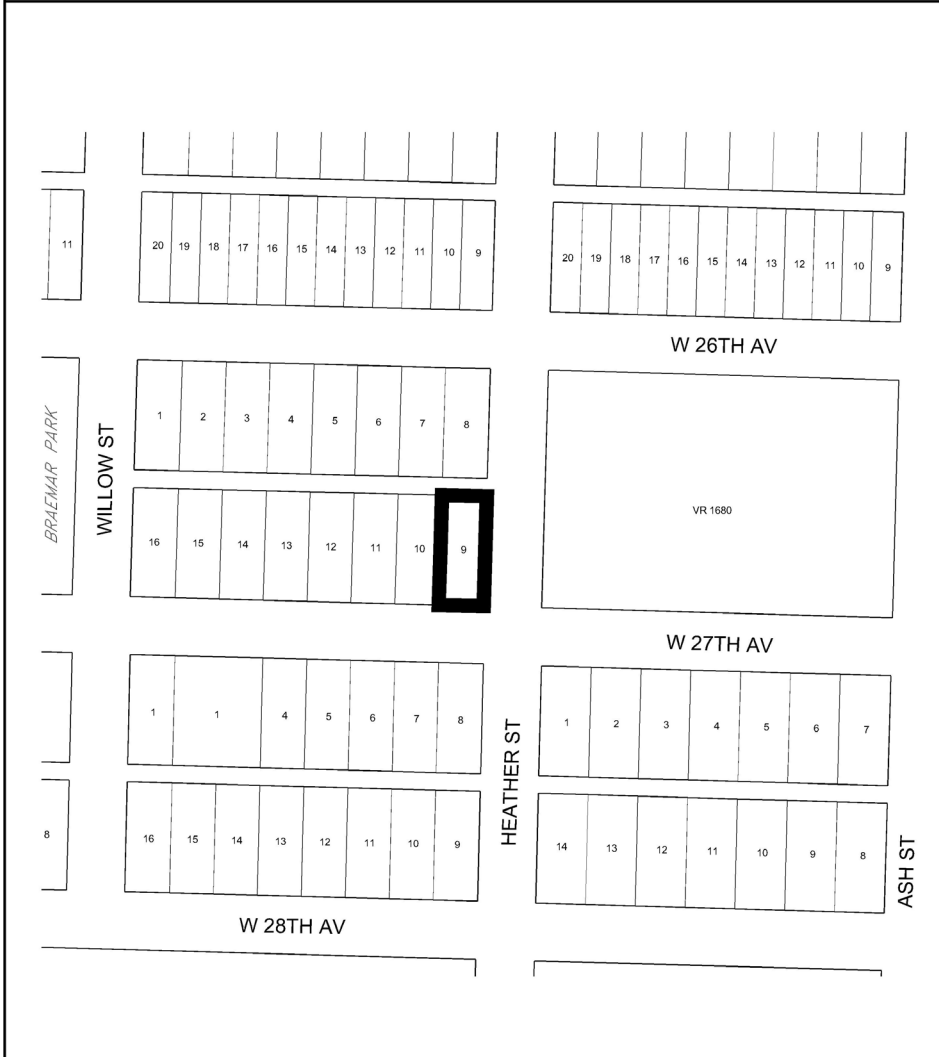 11
20 19 18 17 16 15 14 13 12 11 10 9
20 19 18 17 16 15 14 13 12 11 10 9
W 26TH AV
BRAEMAR PARK
WILLOW ST
1 2 3 4 5 6 7 8
VR 1680
16 15 14 13 12 11 10 9
W 27TH AV
1 1 4 5 6 7 8
HEATHER ST
1 2 3 4 5 6 7
8
16 15 14 13 12 11 10 9
14 13 12 11 10 9 8
ASH ST
W 28TH AV